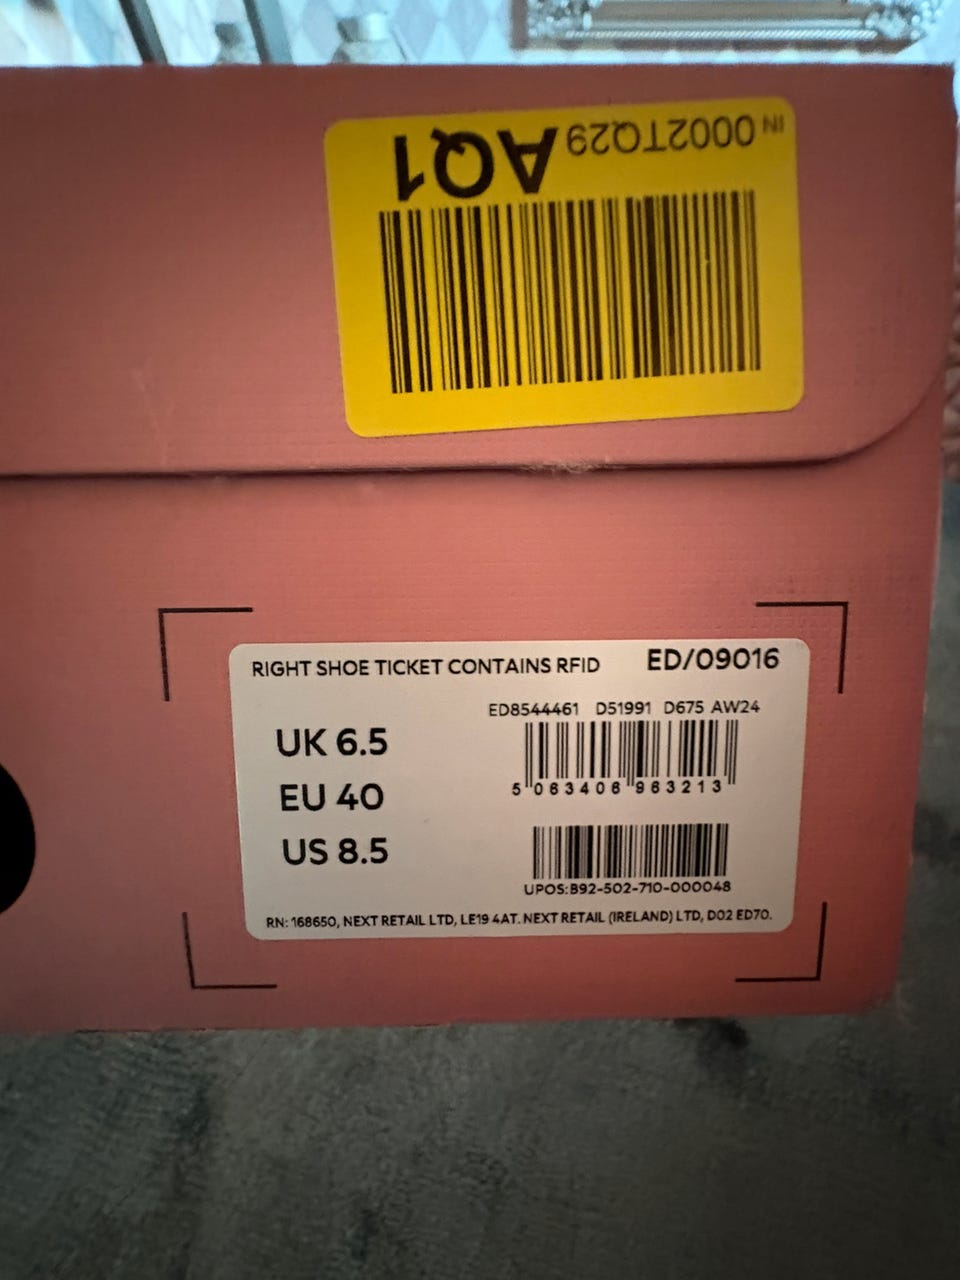 IN 0002TQ29 AQ1
RIGHT SHOE TICKET CONTAINS RFID ED/09016
ED8544461 D51991 D675 AW24
UK 6.5
5 063406 963213
EU 40
US 8.5
UPOS:B92-502-710-000048
RN: 168650, NEXT RETAIL LTD, LE19 4AT. NEXT RETAIL (IRELAND) LTD, D02 ED70.